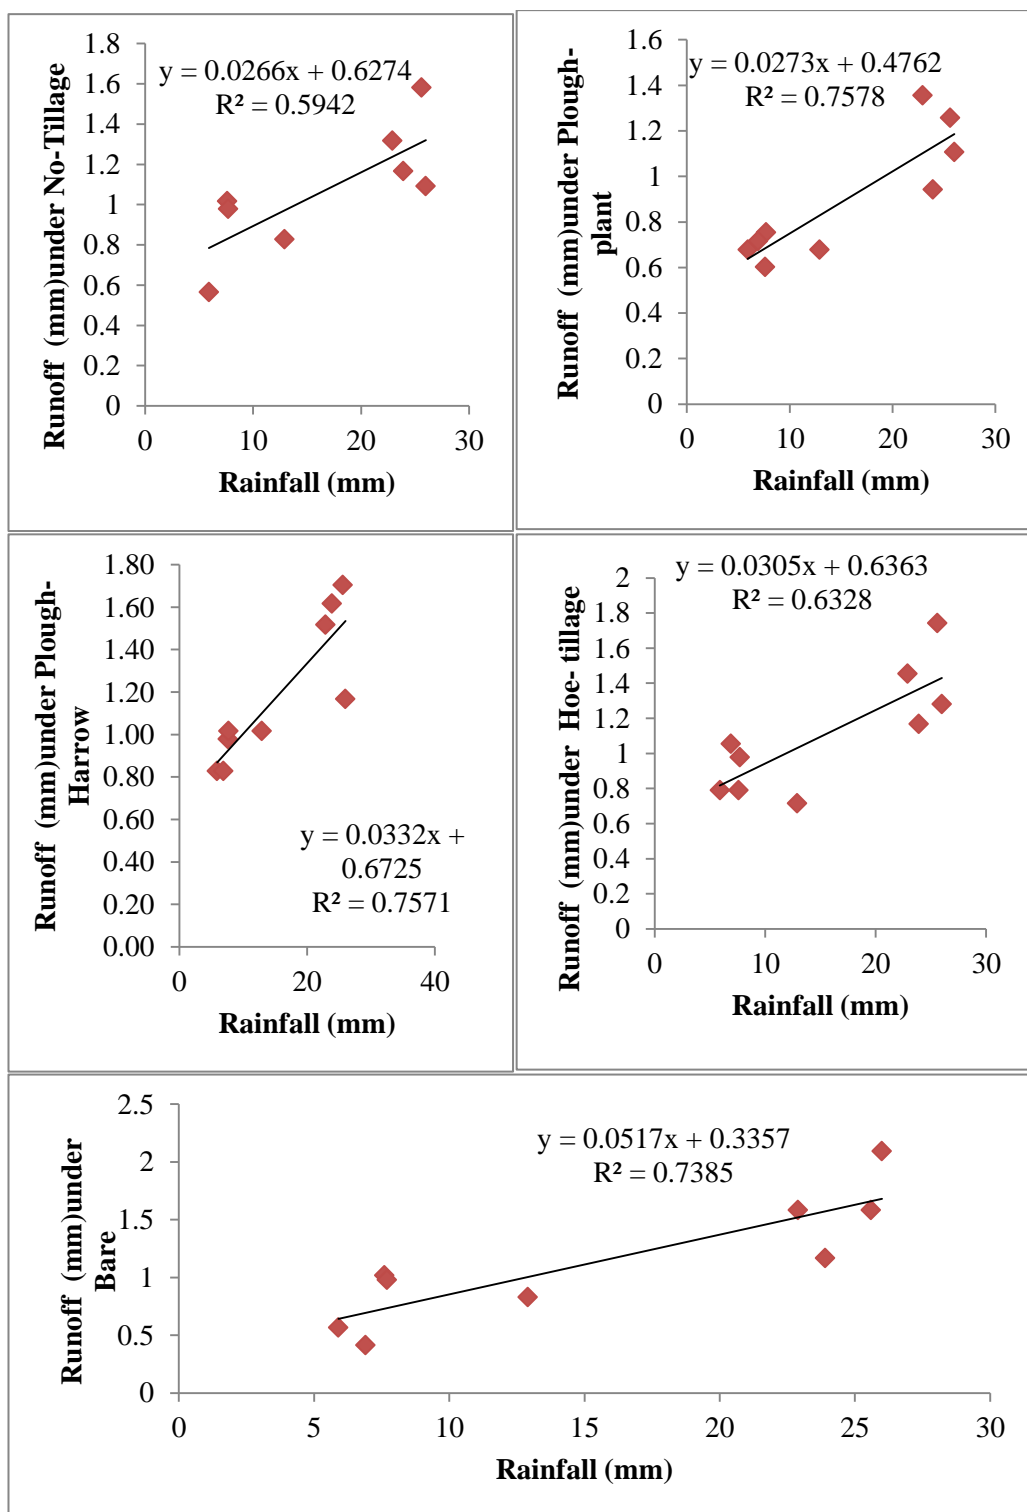 y = 0.0266x + 0.6274
R² = 0.5942
1.8
1.6
1.4
1.2
1
0.8
0.6
0.4
0.2
0
0 10 20 30
Runoff (mm)under No-Tillage
Rainfall (mm)
y = 0.0273x + 0.4762
R² = 0.7578
1.6
1.4
1.2
1
0.8
0.6
0.4
0.2
0
0 10 20 30
Runoff (mm)under Plough-
plant
Rainfall (mm)
1.80
1.60
1.40
1.20
1.00
0.80
0.60
0.40
0.20
0.00
0 20 40
y = 0.0332x +
0.6725
R² = 0.7571
Runoff (mm)under Plough-
Harrow
Rainfall (mm)
y = 0.0305x + 0.6363
R² = 0.6328
2
1.8
1.6
1.4
1.2
1
0.8
0.6
0.4
0.2
0
0 10 20 30
Runoff (mm)under Hoe- tillage
Rainfall (mm)
y = 0.0517x + 0.3357
R² = 0.7385
2.5
2
1.5
1
0.5
0
0 5 10 15 20 25 30
Runoff (mm)under
Bare
Rainfall (mm)